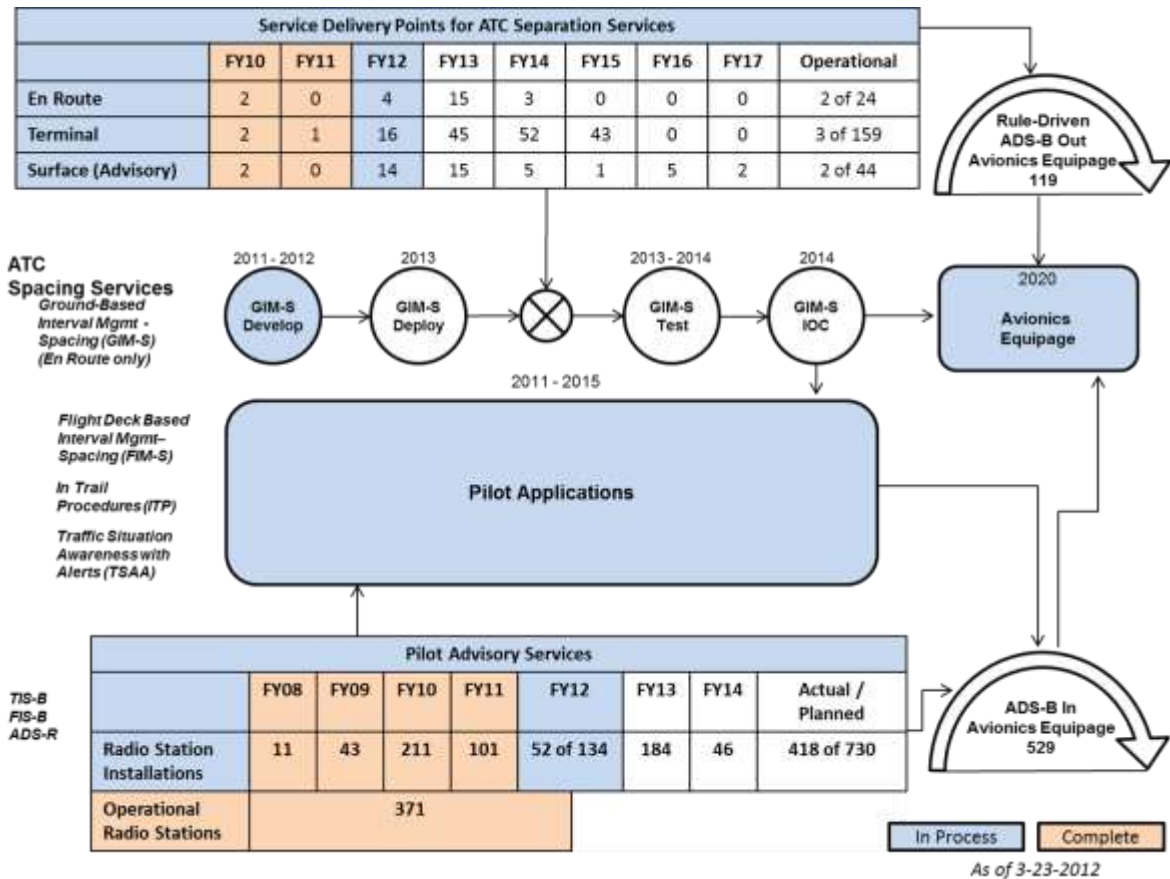 Service Delivery Points for ATC Separation Services
FY10 FY11 FY12 FY13 FY14 FY15 FY16 FY17 Operational
En Route 2 0 4 15 3 0 0 0 2 of 24
Terminal 2 1 16 45 52 43 0 0 3 of 159
Surface (Advisory) 2 0 14 15 5 1 5 2 2 of 44
Rule-Driven
ADS-B Out
Avionics Equipage
119
ATC
Spacing Services
Ground-Based
Interval Mgmt -
Spacing (GIM-S)
(En Route only)
2011 - 2012
GIM-S
Develop
2013
GIM-S
Deploy
2013 - 2014
GIM-S
Test
2014
GIM-S
IOC
2020
Avionics
Equipage
2011 - 2015
Flight Deck Based
Interval Mgmt–
Spacing (FIM-S)
In Trail
Procedures (ITP)
Traffic Situation
Awareness with
Alerts (TSAA)
Pilot Applications
TIS-B
FIS-B
ADS-R
Pilot Advisory Services
FY08 FY09 FY10 FY11 FY12 FY13 FY14 Actual /
Planned
Radio Station
Installations
11 43 211 101 52 of 134 184 46 418 of 730
Operational
Radio Stations
371
ADS-B In
Avionics Equipage
529
In Process
Complete
As of 3-23-2012